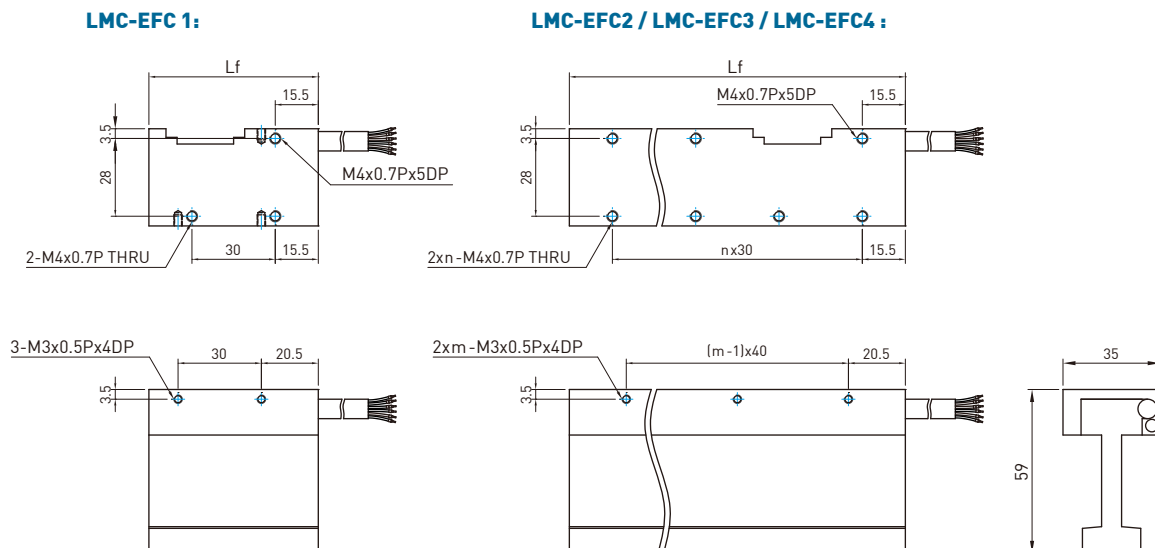 LMC-EFC 1:
LMC-EFC2 / LMC-EFC3 / LMC-EFC4 :
Lf
15.5
3.5
28
M4x0.7Px5DP
2-M4x0.7P THRU
30
15.5
Lf
M4x0.7Px5DP
15.5
3.5
28
2xn-M4x0.7P THRU
nx30
15.5
3-M3x0.5Px4DP
30
20.5
3.5
2xm-M3x0.5Px4DP
(m-1)x40
20.5
3.5
35
59